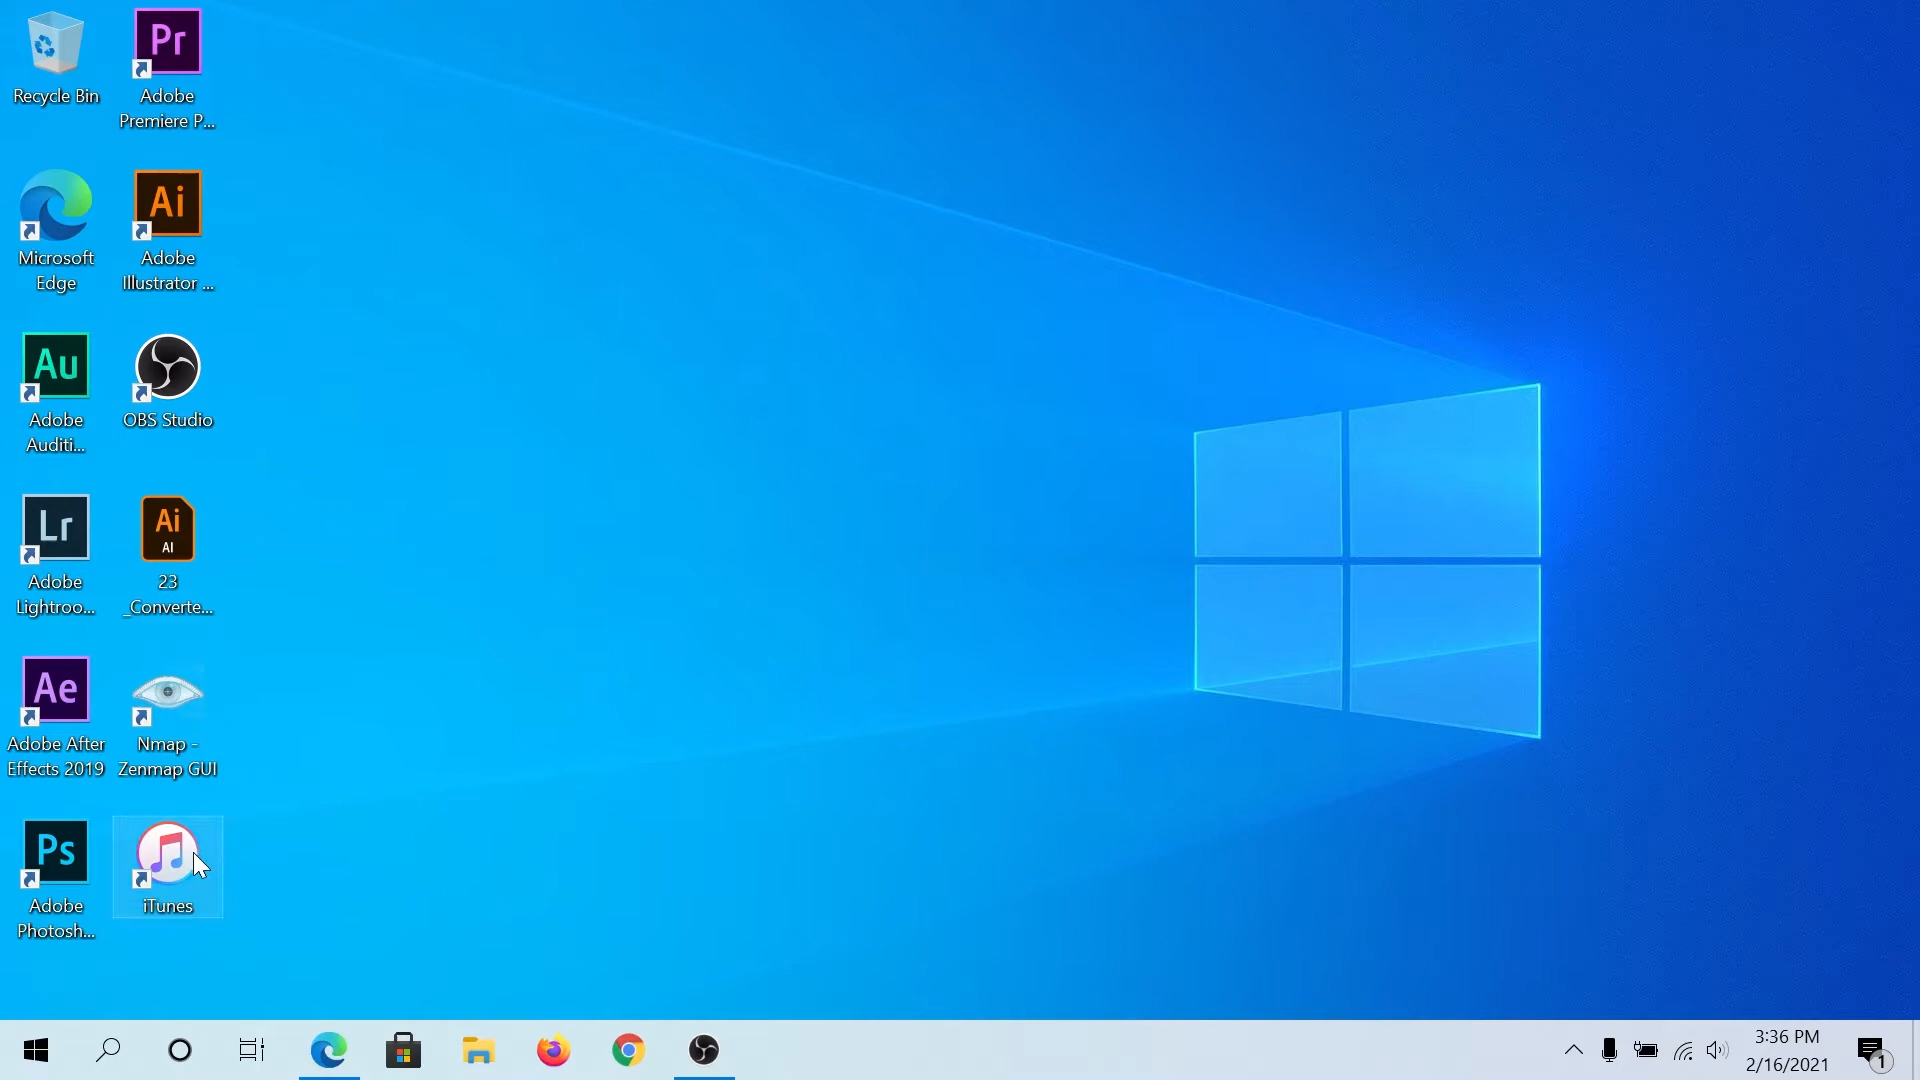 Recycle Bin
Pr
Adobe
Premiere P...
Microsoft
Edge
Ai
Adobe
Illustrator ...
Au
Adobe
Auditi...
OBS Studio
Lr
Adobe
Lightroo...
Ai
AI
23
_Converte...
Ae
Adobe After
Effects 2019
Nmap -
Zenmap GUI
Ps
Adobe
Photosh...
iTunes
3:36 PM
2/16/2021
1